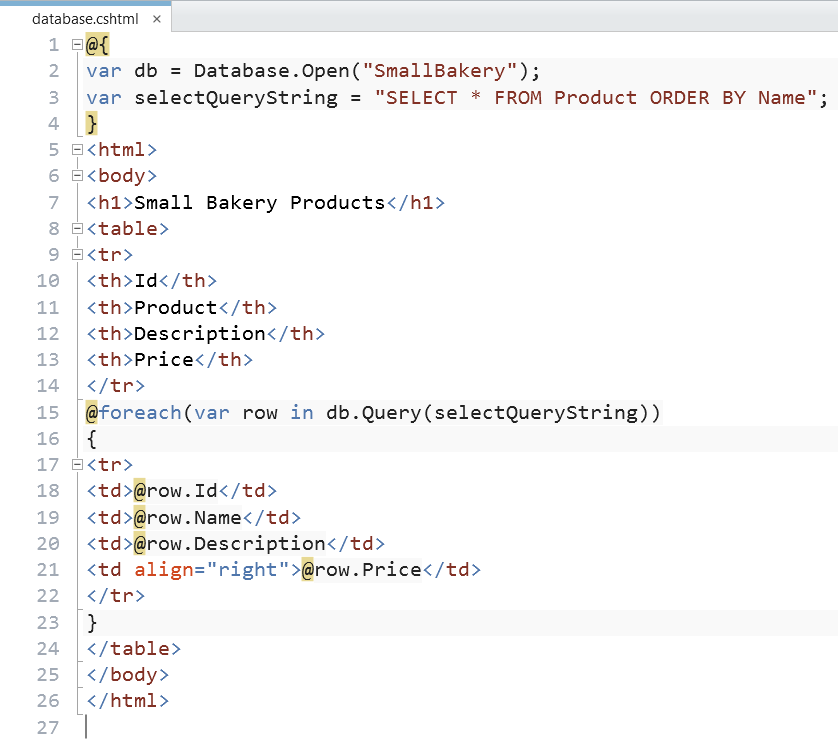 database.cshtml ×
1 @{
2 var db = Database.Open("SmallBakery");
3 var selectQueryString = "SELECT * FROM Product ORDER BY Name";
4 }
5 <html>
6 <body>
7 <h1>Small Bakery Products</h1>
8 <table>
9 <tr>
10 <th>Id</th>
11 <th>Product</th>
12 <th>Description</th>
13 <th>Price</th>
14 </tr>
15 @foreach(var row in db.Query(selectQueryString))
16 {
17 <tr>
18 <td>@row.Id</td>
19 <td>@row.Name</td>
20 <td>@row.Description</td>
21 <td align="right">@row.Price</td>
22 </tr>
23 }
24 </table>
25 </body>
26 </html>
27